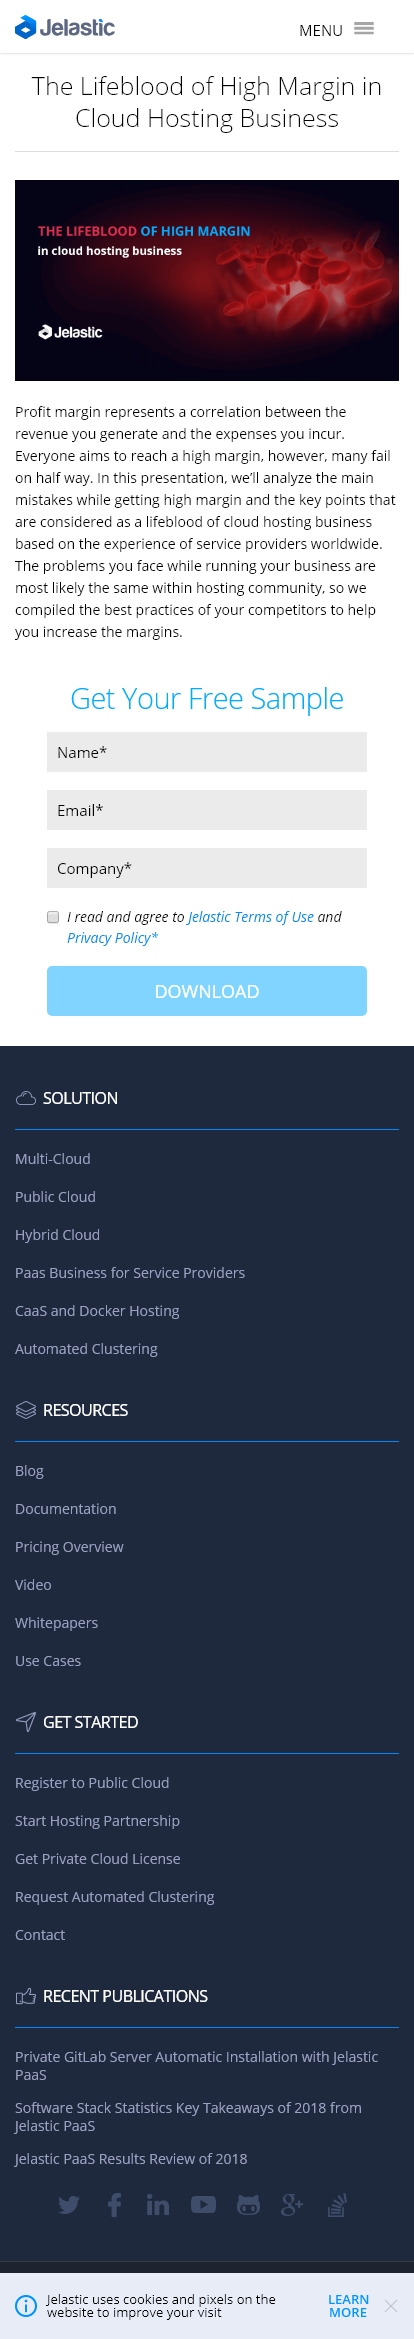 Jelastic
MENU
The Lifeblood of High Margin in
Cloud Hosting Business
THE LIFEBLOOD OF HIGH MARGIN
in cloud hosting business
Jelastic
Profit margin represents a correlation between the
revenue you generate and the expenses you incur.
Everyone aims to reach a high margin, however, many fail
on half way. In this presentation, we'll analyze the main
mistakes while getting high margin and the key points that
are considered as a lifeblood of cloud hosting business
based on the experience of service providers worldwide.
The problems you face while running your business are
most likely the same within hosting community, so we
compiled the best practices of your competitors to help
you increase the margins.
Get Your Free Sample
Name*
Email*
Company*
I read and agree to Jelastic Terms of Use and
Privacy Policy*
DOWNLOAD
SOLUTION
Multi-Cloud
Public Cloud
Hybrid Cloud
Paas Business for Service Providers
CaaS and Docker Hosting
Automated Clustering
RESOURCES
Blog
Documentation
Pricing Overview
Video
Whitepapers
Use Cases
GET STARTED
Register to Public Cloud
Start Hosting Partnership
Get Private Cloud License
Request Automated Clustering
Contact
RECENT PUBLICATIONS
Private GitLab Server Automatic Installation with Jelastic
PaaS
Software Stack Statistics Key Takeaways of 2018 from
Jelastic PaaS
Jelastic PaaS Results Review of 2018
Jelastic uses cookies and pixels on the
website to improve your visit
LEARN
MORE